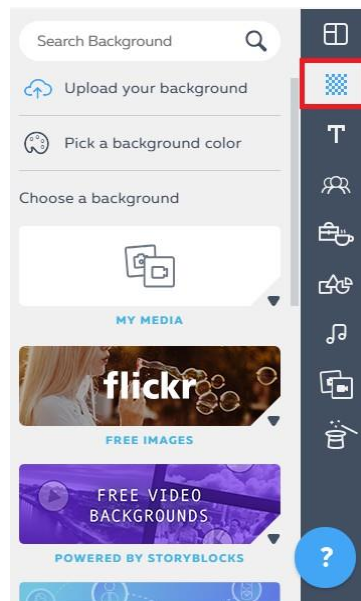 Search Background
Upload your background
Pick a background color
Choose a background
MY MEDIA
flickr
FREE IMAGES
FREE VIDEO
BACKGROUNDS
POWERED BY STORYBLOCKS
T
?